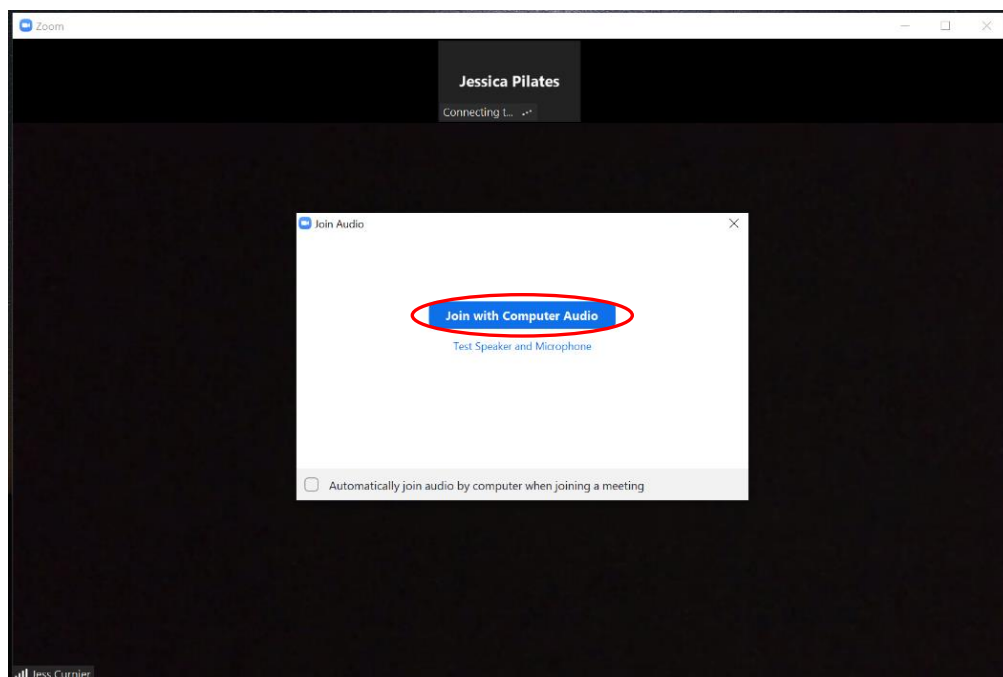 Zoom
Jessica Pilates
Connecting t...
Join Audio
Join with Computer Audio
Test Speaker and Microphone
Automatically join audio by computer when joining a meeting
Jess Curnier